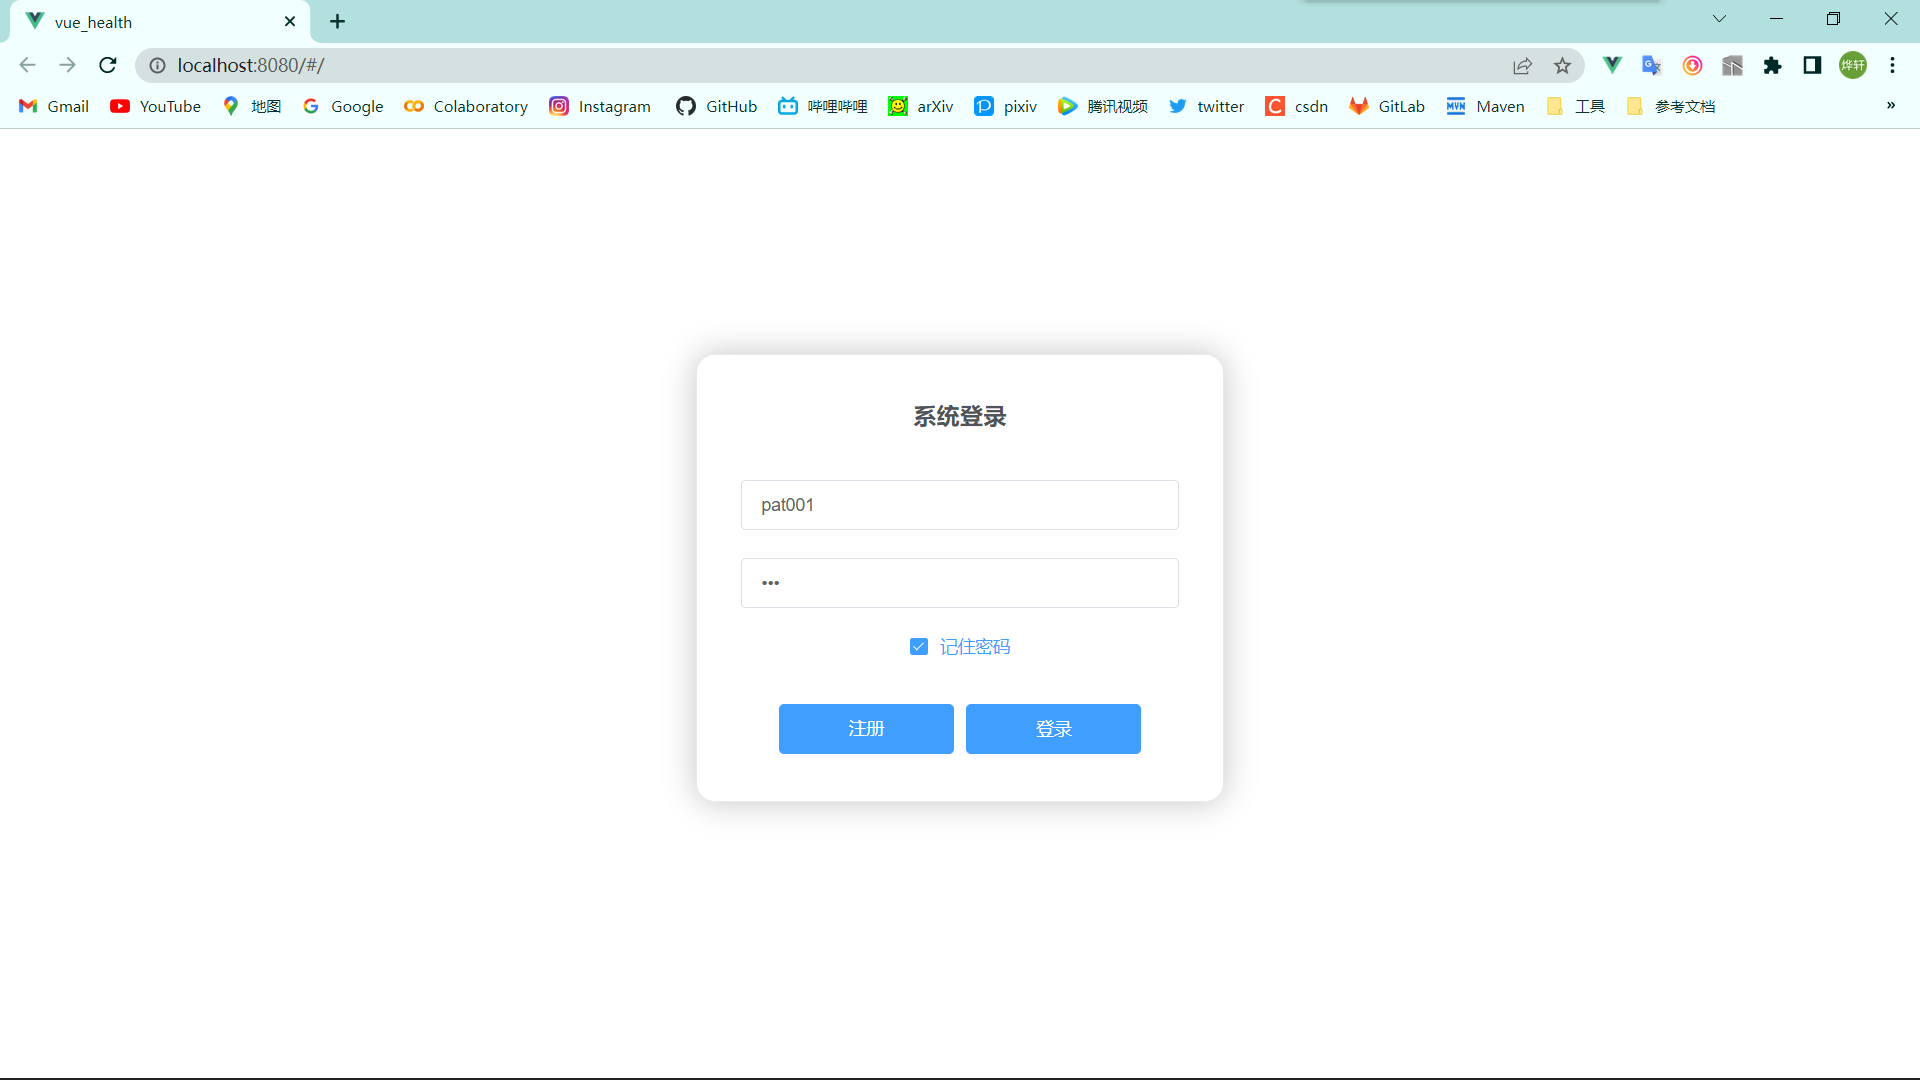 vue_health
localhost:8080/#/
烨轩
Gmail YouTube 地图 Google Colaboratory Instagram GitHub 哔哩哔哩 arXiv pixiv 腾讯视频 twitter csdn GitLab Maven 工具 参考文档 »
系统登录
pat001
•••
记住密码
注册 登录